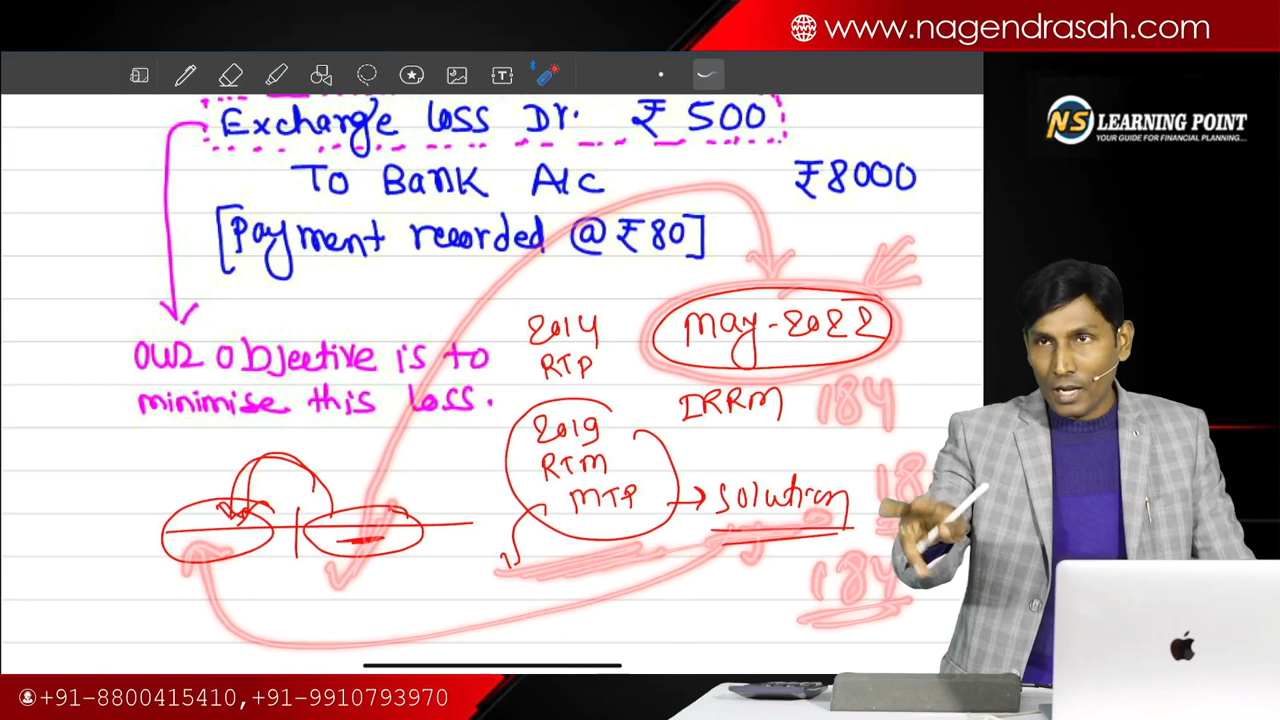 www.nagendrasah.com
NS LEARNING POINT
YOUR GUIDE FOR FINANCIAL PLANNING...
Exchange loss Dr. ₹ 500
To Bank A/c ₹8000
[Payment recorded @ ₹80]
our objective is to
minimise this loss.
2014
RTP
May-2022
IRRM
184
2019
RTM
MTP
solution
18
184
+91-8800415410,+91-9910793970